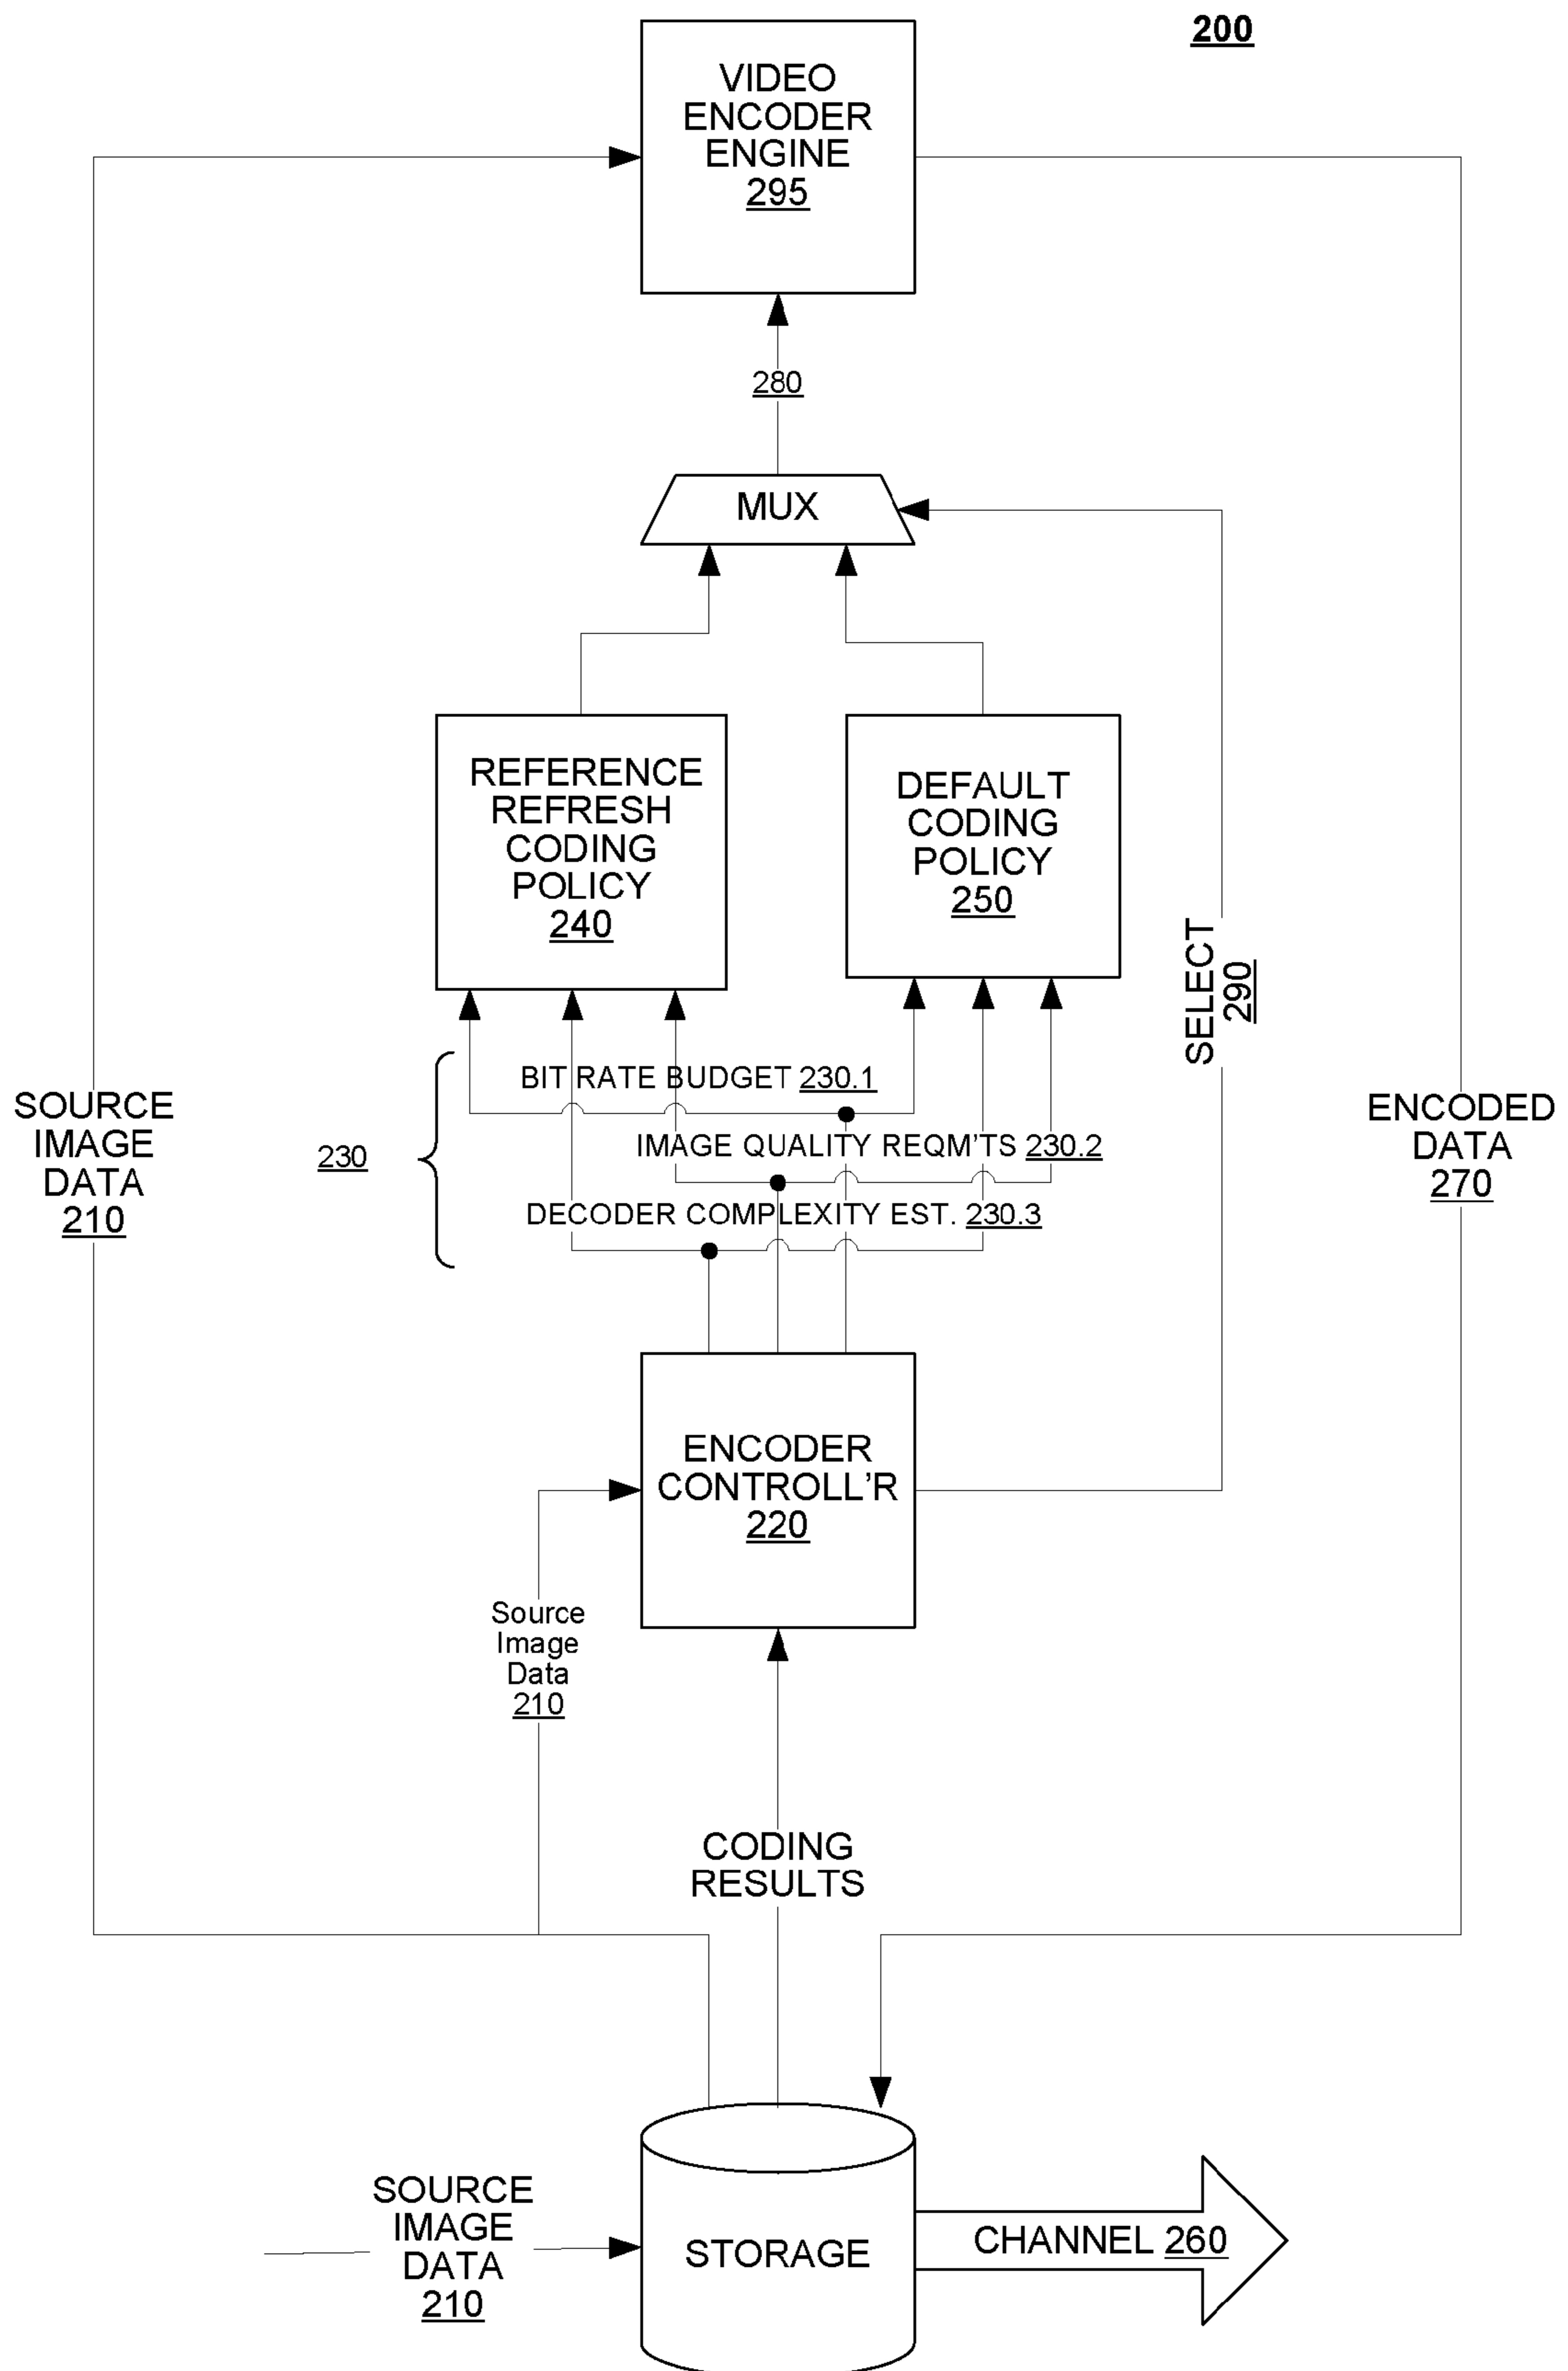 200
VIDEO
ENCODER
ENGINE
295
280
MUX
REFERENCE
REFRESH
CODING
POLICY
240
DEFAULT
CODING
POLICY
250
SELECT
290
BIT RATE BUDGET 230.1
IMAGE QUALITY REQM'TS 230.2
DECODER COMPLEXITY EST. 230.3
230
SOURCE
IMAGE
DATA
210
ENCODED
DATA
270
ENCODER
CONTROLL'R
220
Source
Image
Data
210
CODING
RESULTS
SOURCE
IMAGE
DATA
210
STORAGE
CHANNEL 260